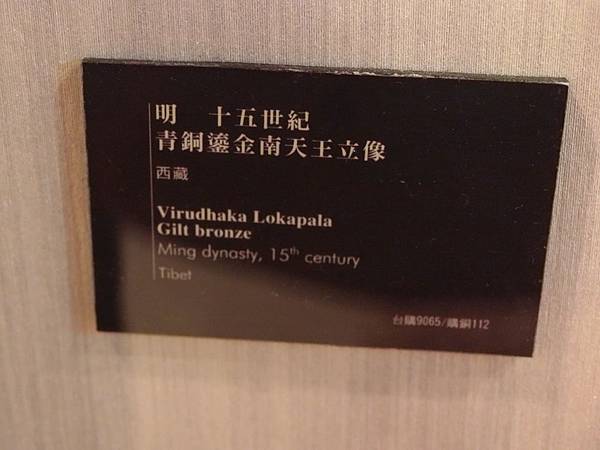 明 十五世紀
青銅鎏金南天王立像
西藏
Virudhaka Lokapala
Gilt bronze
Ming dynasty, 15th century
Tibet
台購9065/購銅112